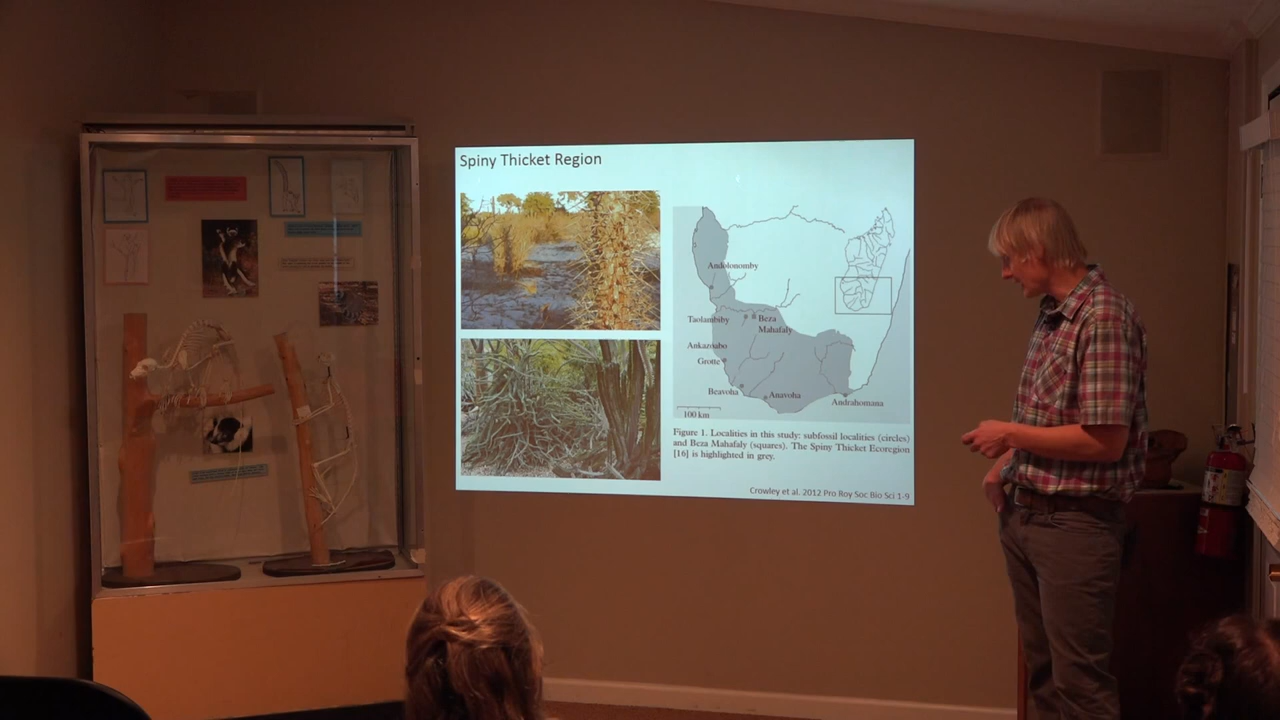 Spiny Thicket Region
Andolonomby
Taolambiby
Beza
Mahafaly
Ankazoabo
Grotte
Beavoha
Anavoha
Andrahomana
100 km
Figure 1. Localities in this study: subfossil localities (circles)
and Beza Mahafaly (squares). The Spiny Thicket Ecoregion
[16] is highlighted in grey.
Crowley et al. 2012 Pro Roy Soc Bio Sci 1-9